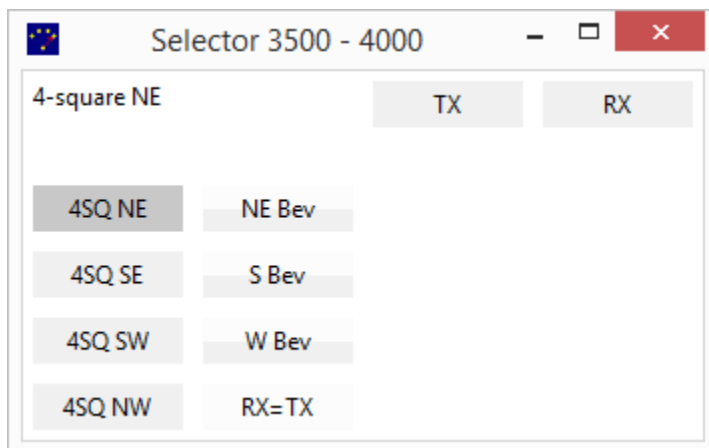 Selector 3500 - 4000
4-square NE TX RX
4SQ NE NE Bev
4SQ SE S Bev
4SQ SW W Bev
4SQ NW RX=TX